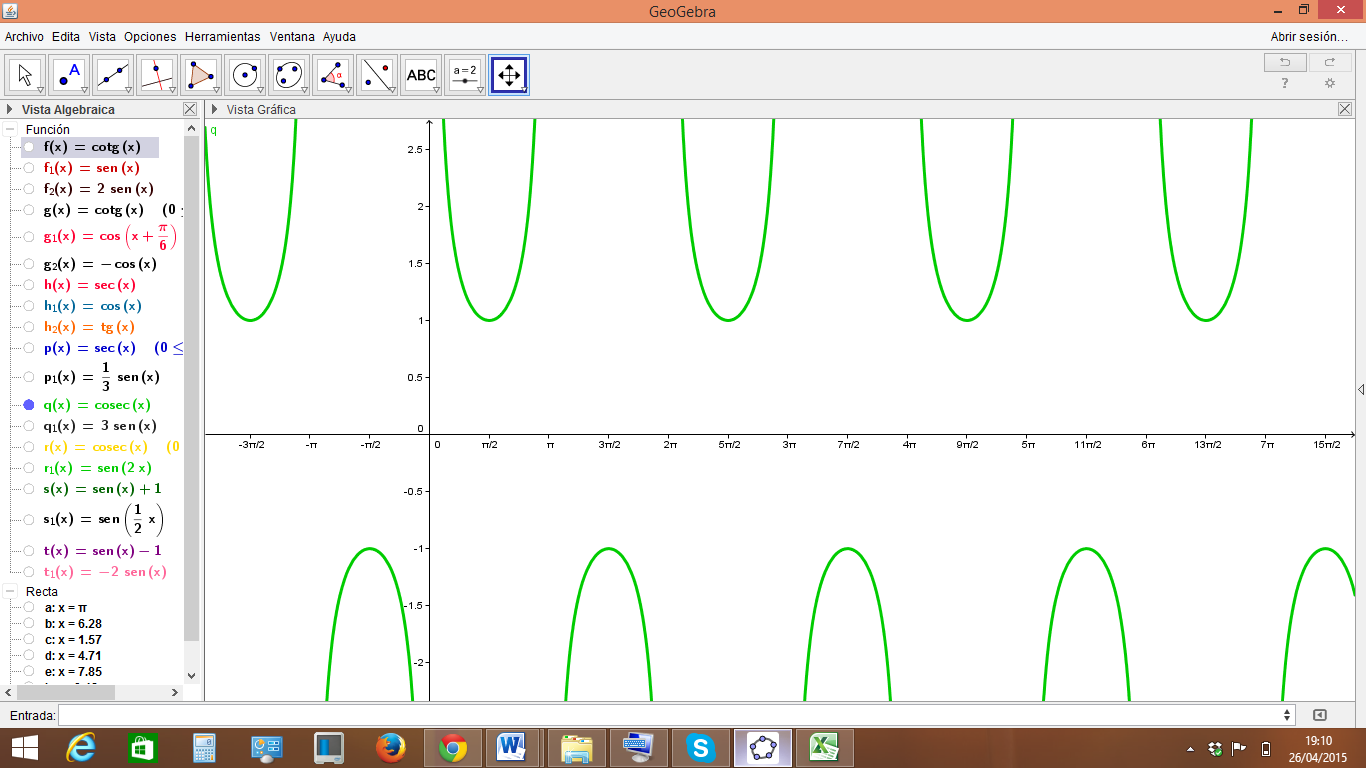 GeoGebra
Archivo Edita Vista Opciones Herramientas Ventana Ayuda Abrir sesión...
A α ABC a = 2 ?
Vista Algebraica Vista Gráfica
Función
f(x) = cotg (x)
f₁(x) = sen (x)
f₂(x) = 2 sen (x)
g(x) = cotg (x) (0
g₁(x) = cos (x + π/6)
g₂(x) = − cos (x)
h(x) = sec (x)
h₁(x) = cos (x)
h₂(x) = tg (x)
p(x) = sec (x) (0 ≤
p₁(x) = 1/3 sen (x)
q(x) = cosec (x)
q₁(x) = 3 sen (x)
r(x) = cosec (x) (0
r₁(x) = sen (2 x)
s(x) = sen (x) + 1
s₁(x) = sen (1/2 x)
t(x) = sen (x) − 1
t₁(x) = −2 sen (x)
Recta
a: x = π
b: x = 6.28
c: x = 1.57
d: x = 4.71
e: x = 7.85
q
2.5
2
1.5
1
0.5
0
-3π/2 -π -π/2 0 π/2 π 3π/2 2π 5π/2 3π 7π/2 4π 9π/2 5π 11π/2 6π 13π/2 7π 15π/2
-0.5
-1
-1.5
-2
Entrada:
19:10
26/04/2015